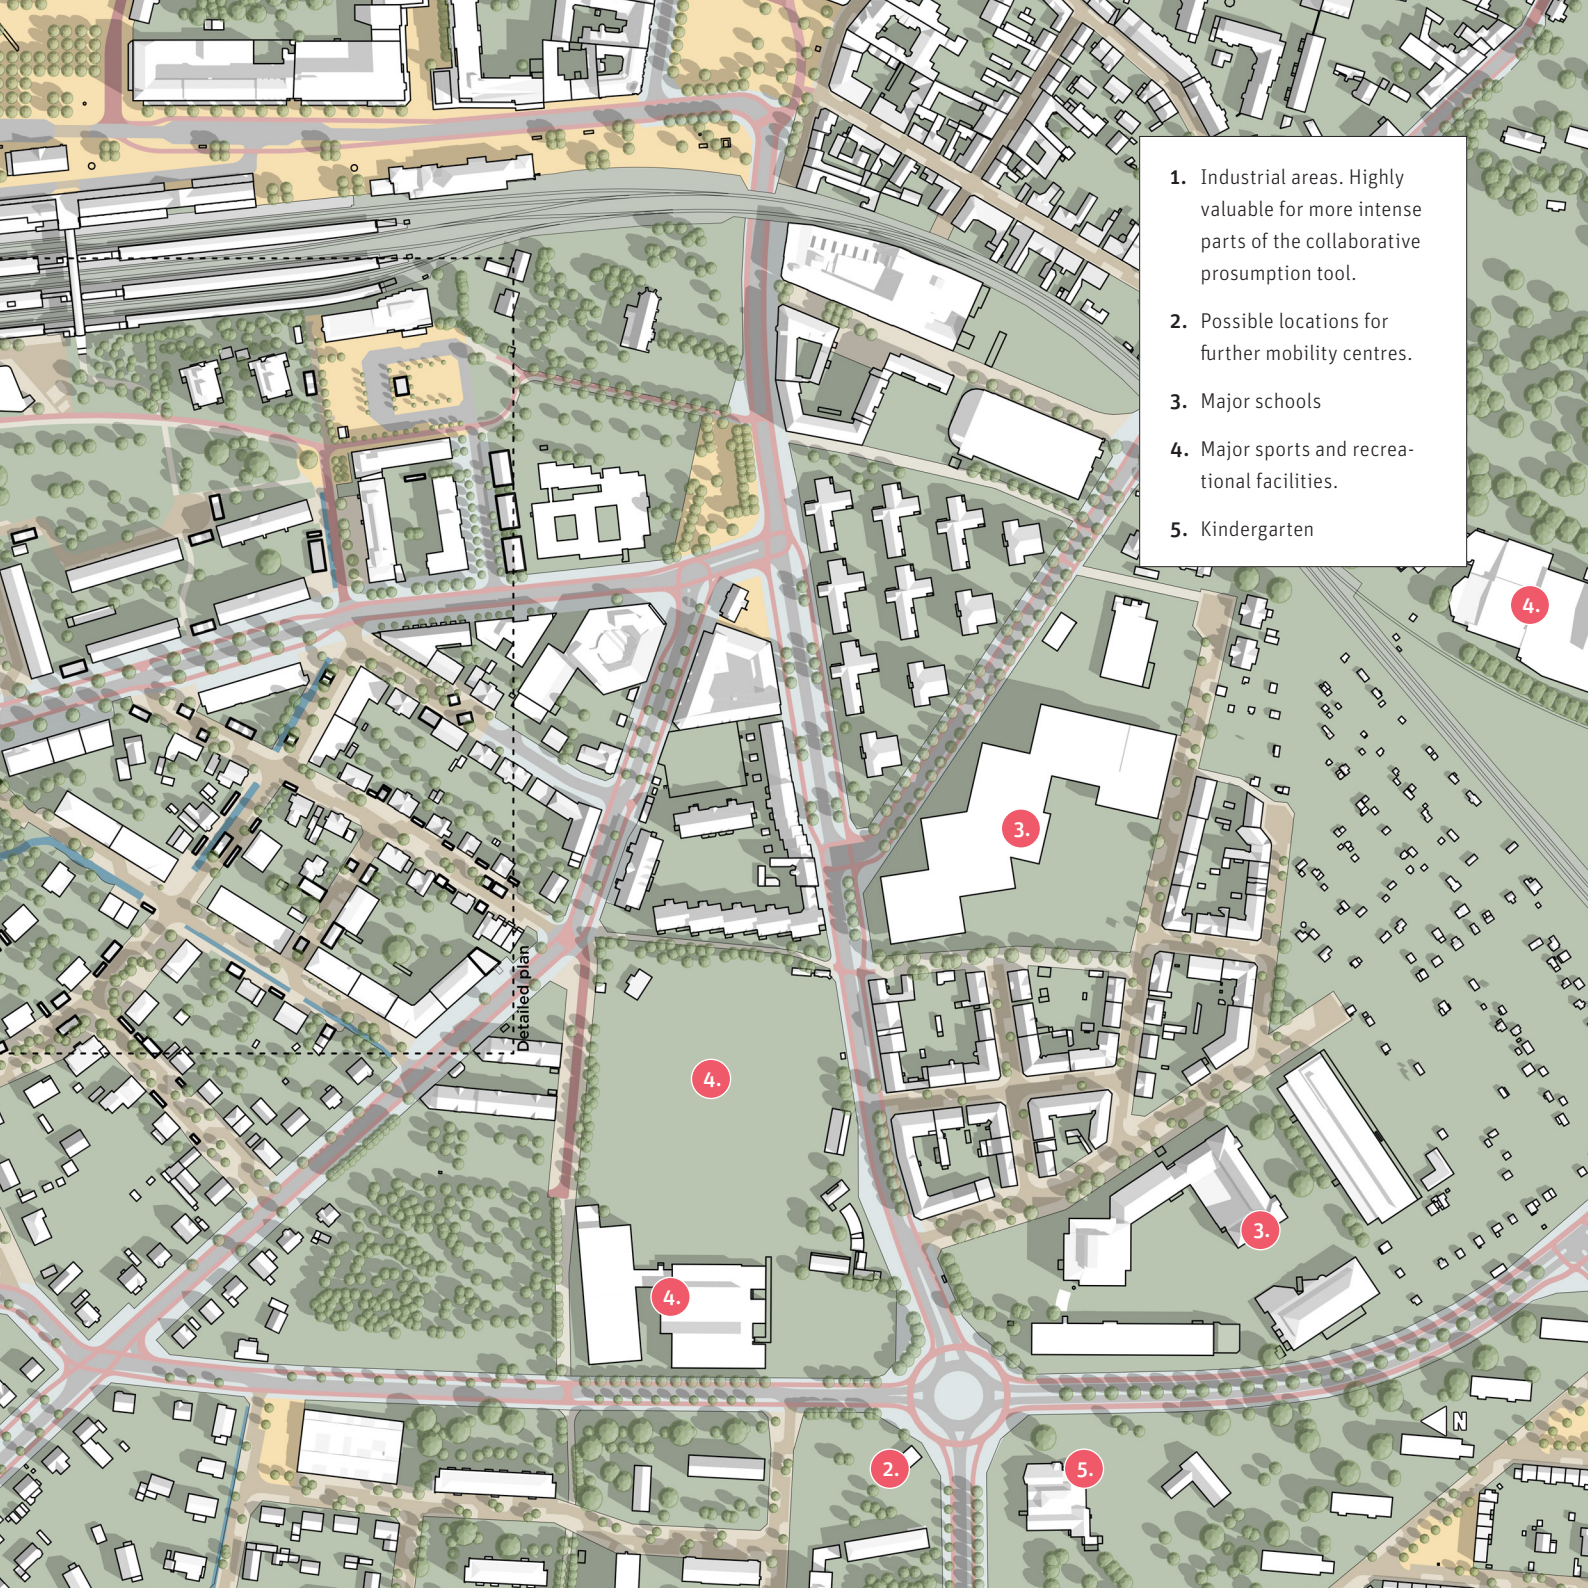 1. Industrial areas. Highly
valuable for more intense
parts of the collaborative
prosumption tool.
2. Possible locations for
further mobility centres.
3. Major schools
4. Major sports and recrea-
tional facilities.
5. Kindergarten
4.
3.
Detailed plan
4.
3.
4.
N
2.
5.